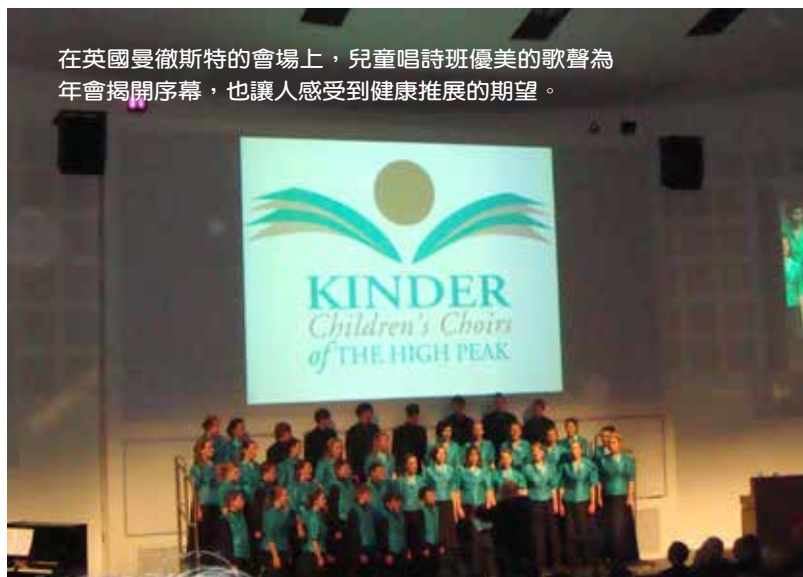 在英國曼徹斯特的會場上，兒童唱詩班優美的歌聲為
年會揭開序幕，也讓人感受到健康推展的期望。
KINDER
Children's Choirs
of THE HIGH PEAK